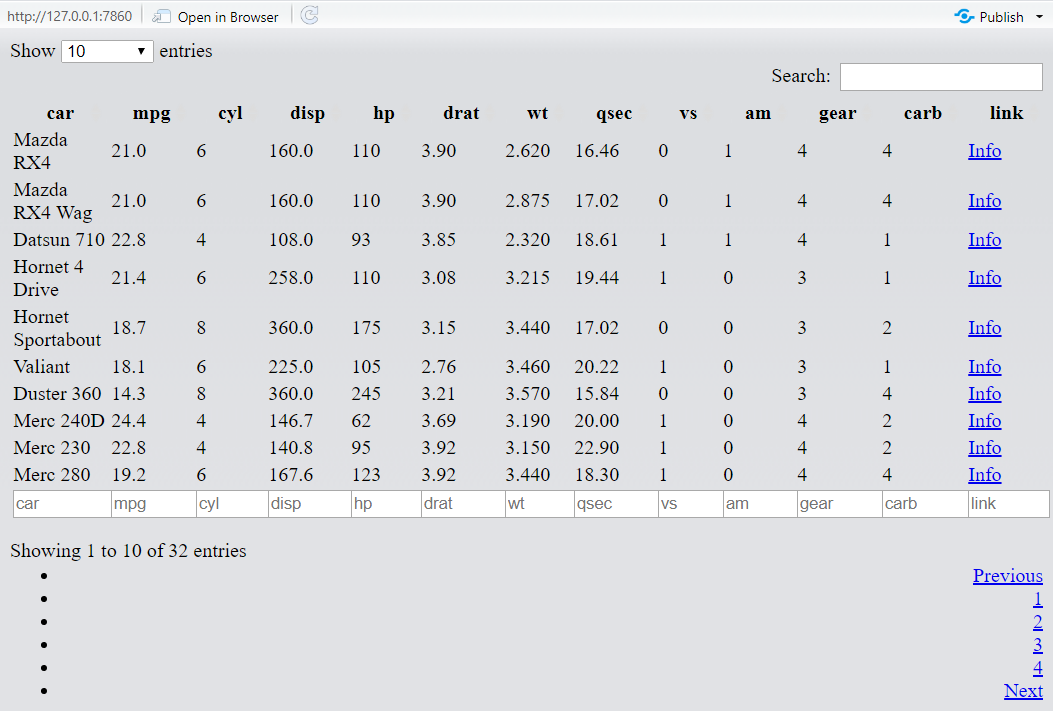 http://127.0.0.1:7860 Open in Browser Publish
Show 10 entries
Search:
car mpg cyl disp hp drat wt qsec vs am gear carb link
Mazda RX4 21.0 6 160.0 110 3.90 2.620 16.46 0 1 4 4 Info
Mazda RX4 Wag 21.0 6 160.0 110 3.90 2.875 17.02 0 1 4 4 Info
Datsun 710 22.8 4 108.0 93 3.85 2.320 18.61 1 1 4 1 Info
Hornet 4 Drive 21.4 6 258.0 110 3.08 3.215 19.44 1 0 3 1 Info
Hornet Sportabout 18.7 8 360.0 175 3.15 3.440 17.02 0 0 3 2 Info
Valiant 18.1 6 225.0 105 2.76 3.460 20.22 1 0 3 1 Info
Duster 360 14.3 8 360.0 245 3.21 3.570 15.84 0 0 3 4 Info
Merc 240D 24.4 4 146.7 62 3.69 3.190 20.00 1 0 4 2 Info
Merc 230 22.8 4 140.8 95 3.92 3.150 22.90 1 0 4 2 Info
Merc 280 19.2 6 167.6 123 3.92 3.440 18.30 1 0 4 4 Info
car mpg cyl disp hp drat wt qsec vs am gear carb link
Showing 1 to 10 of 32 entries
Previous
1
2
3
4
Next